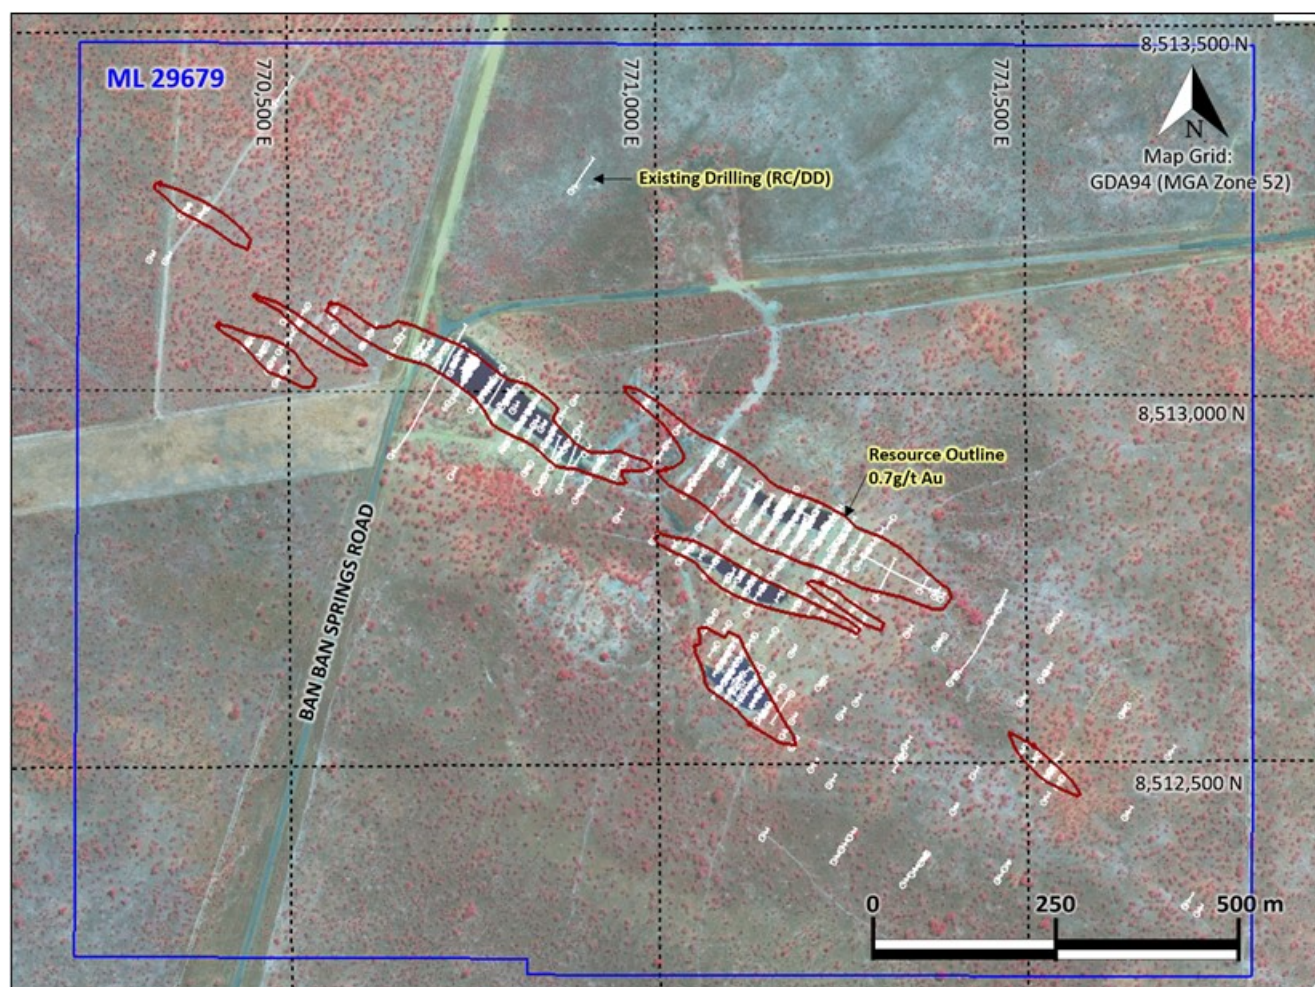 8,513,500 N
ML 29679
770,500 E
771,000 E
771,500 E
N
Map Grid:
GDA94 (MGA Zone 52)
Existing Drilling (RC/DD)
8,513,000 N
Resource Outline
0.7g/t Au
BAN BAN SPRINGS ROAD
8,512,500 N
0 250 500 m